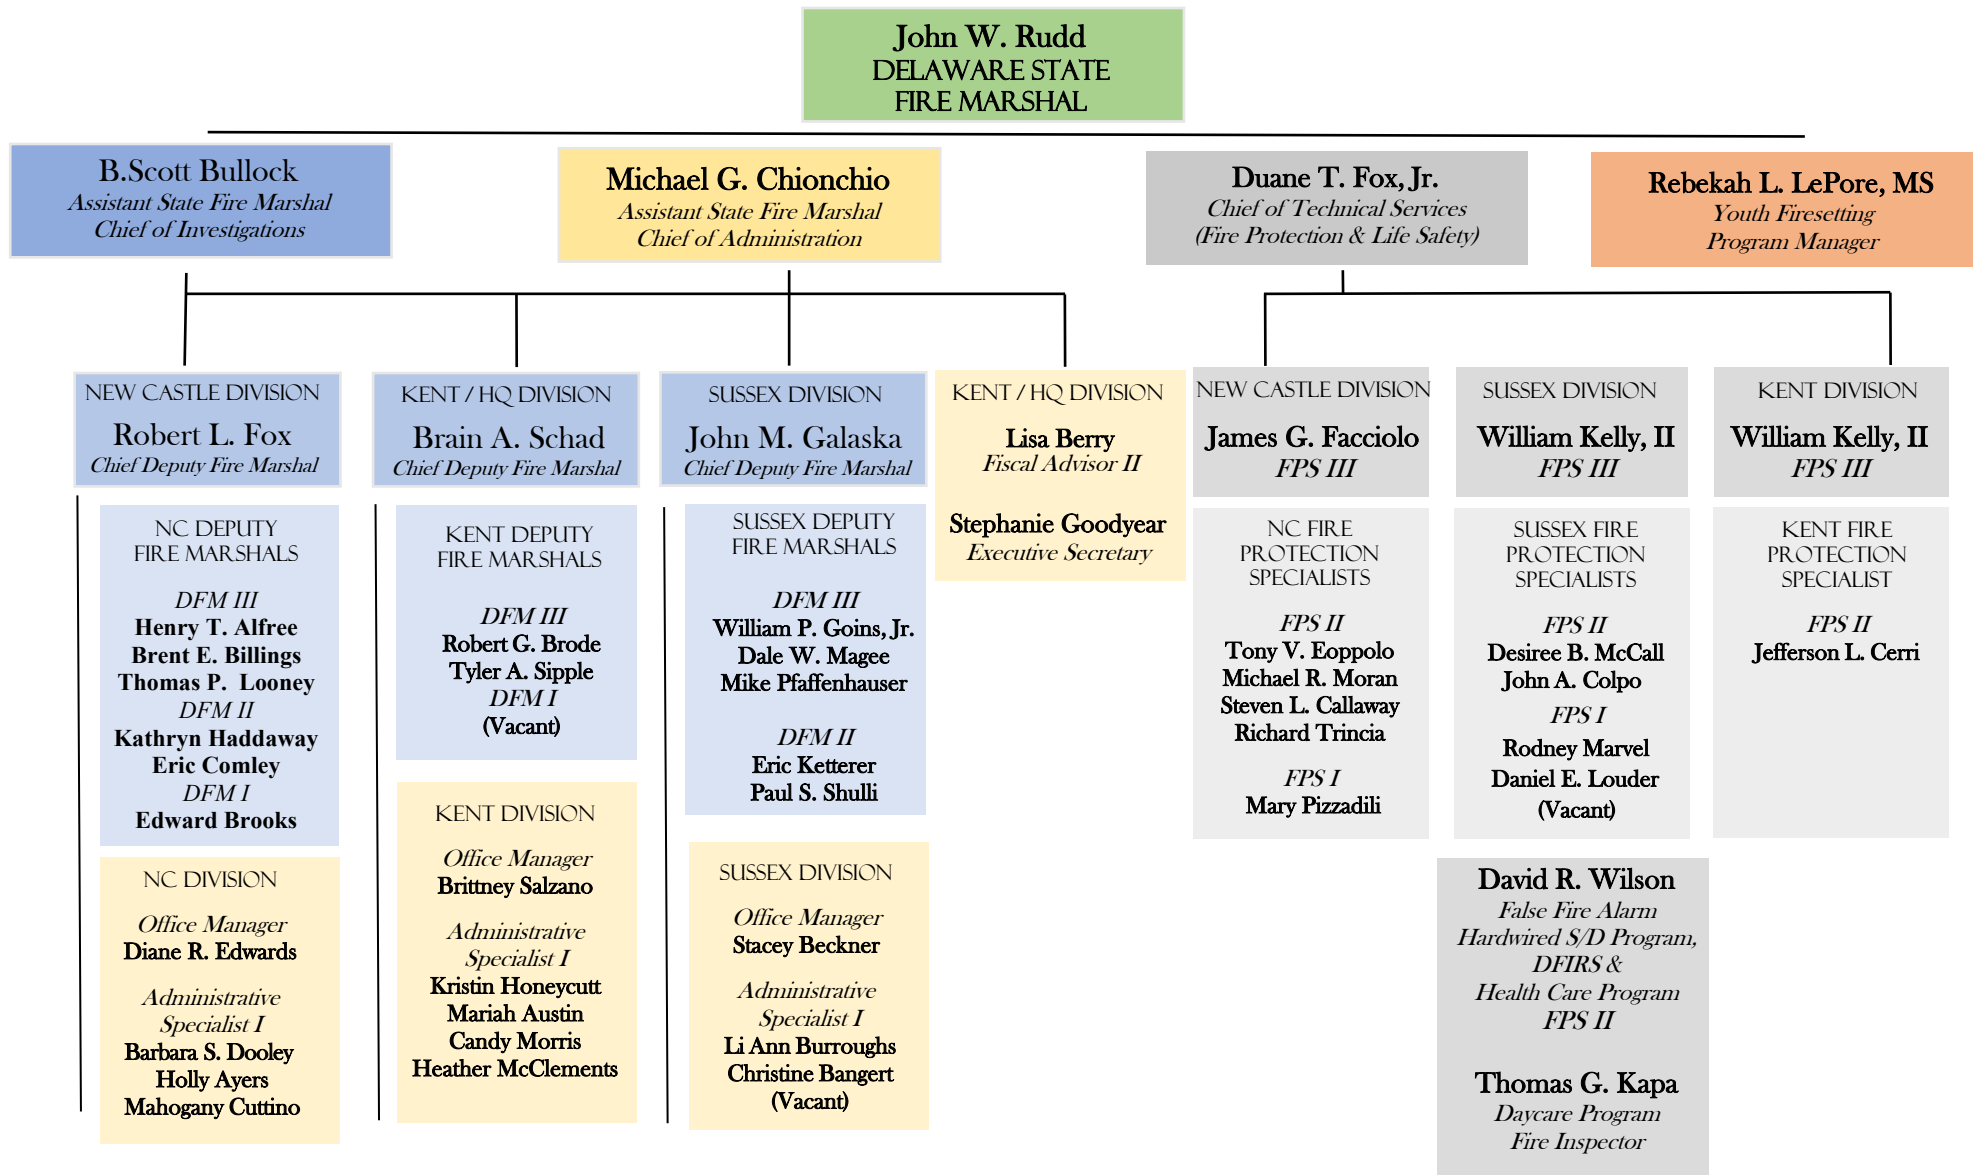 John W. Rudd
DELAWARE STATE
FIRE MARSHAL
B.Scott Bullock
Assistant State Fire Marshal
Chief of Investigations
Michael G. Chionchio
Assistant State Fire Marshal
Chief of Administration
Duane T. Fox, Jr.
Chief of Technical Services
(Fire Protection & Life Safety)
Rebekah L. LePore, MS
Youth Firesetting
Program Manager
NEW CASTLE DIVISION
Robert L. Fox
Chief Deputy Fire Marshal
NC DEPUTY
FIRE MARSHALS
DFM III
Henry T. Alfree
Brent E. Billings
Thomas P. Looney
DFM II
Kathryn Haddaway
Eric Comley
DFM I
Edward Brooks
NC DIVISION
Office Manager
Diane R. Edwards
Administrative
Specialist I
Barbara S. Dooley
Holly Ayers
Mahogany Cuttino
KENT / HQ DIVISION
Brain A. Schad
Chief Deputy Fire Marshal
KENT DEPUTY
FIRE MARSHALS
DFM III
Robert G. Brode
Tyler A. Sipple
DFM I
(Vacant)
KENT DIVISION
Office Manager
Brittney Salzano
Administrative
Specialist I
Kristin Honeycutt
Mariah Austin
Candy Morris
Heather McClements
SUSSEX DIVISION
John M. Galaska
Chief Deputy Fire Marshal
SUSSEX DEPUTY
FIRE MARSHALS
DFM III
William P. Goins, Jr.
Dale W. Magee
Mike Pfaffenhauser
DFM II
Eric Ketterer
Paul S. Shulli
SUSSEX DIVISION
Office Manager
Stacey Beckner
Administrative
Specialist I
Li Ann Burroughs
Christine Bangert
(Vacant)
KENT / HQ DIVISION
Lisa Berry
Fiscal Advisor II
Stephanie Goodyear
Executive Secretary
NEW CASTLE DIVISION
James G. Facciolo
FPS III
NC FIRE
PROTECTION
SPECIALISTS
FPS II
Tony V. Eoppolo
Michael R. Moran
Steven L. Callaway
Richard Trincia
FPS I
Mary Pizzadili
SUSSEX DIVISION
William Kelly, II
FPS III
SUSSEX FIRE
PROTECTION
SPECIALISTS
FPS II
Desiree B. McCall
John A. Colpo
FPS I
Rodney Marvel
Daniel E. Louder
(Vacant)
David R. Wilson
False Fire Alarm
Hardwired S/D Program,
DFIRS &
Health Care Program
FPS II
Thomas G. Kapa
Daycare Program
Fire Inspector
KENT DIVISION
William Kelly, II
FPS III
KENT FIRE
PROTECTION
SPECIALIST
FPS II
Jefferson L. Cerri